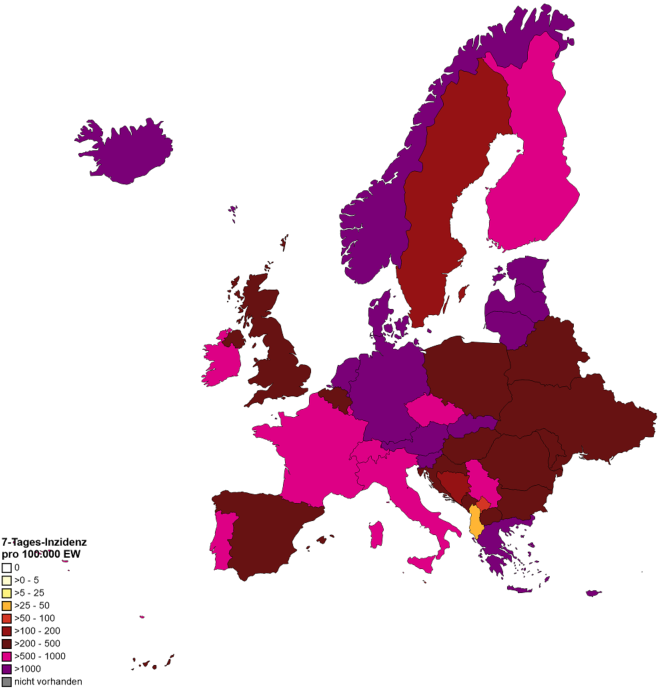 7-Tages-Inzidenz
pro 100.000 EW
0
>0 - 5
>5 - 25
>25 - 50
>50 - 100
>100 - 200
>200 - 500
>500 - 1000
>1000
nicht vorhanden